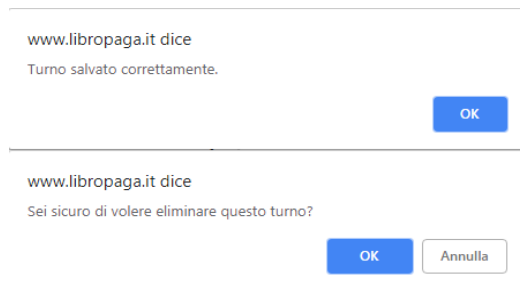 www.libropaga.it dice
Turno salvato correttamente.
OK
www.libropaga.it dice
Sei sicuro di volere eliminare questo turno?
OK Annulla